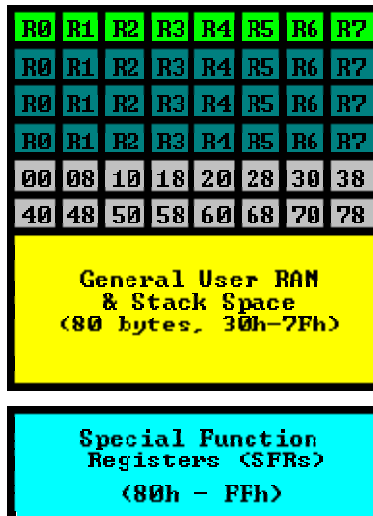 R0 R1 R2 R3 R4 R5 R6 R7
R0 R1 R2 R3 R4 R5 R6 R7
R0 R1 R2 R3 R4 R5 R6 R7
R0 R1 R2 R3 R4 R5 R6 R7
00 08 10 18 20 28 30 38
40 48 50 58 60 68 70 78
General User RAN
& Stack Space
(80 bytes, 30h-7Fh)
Special Function
Registers (SFRs)
(80h - FFh)